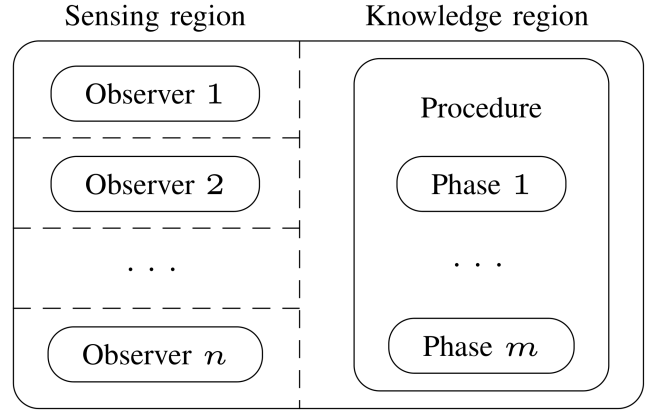 Sensing region
Knowledge region
Observer 1
Observer 2
. . .
Observer n
Procedure
Phase 1
. . .
Phase m